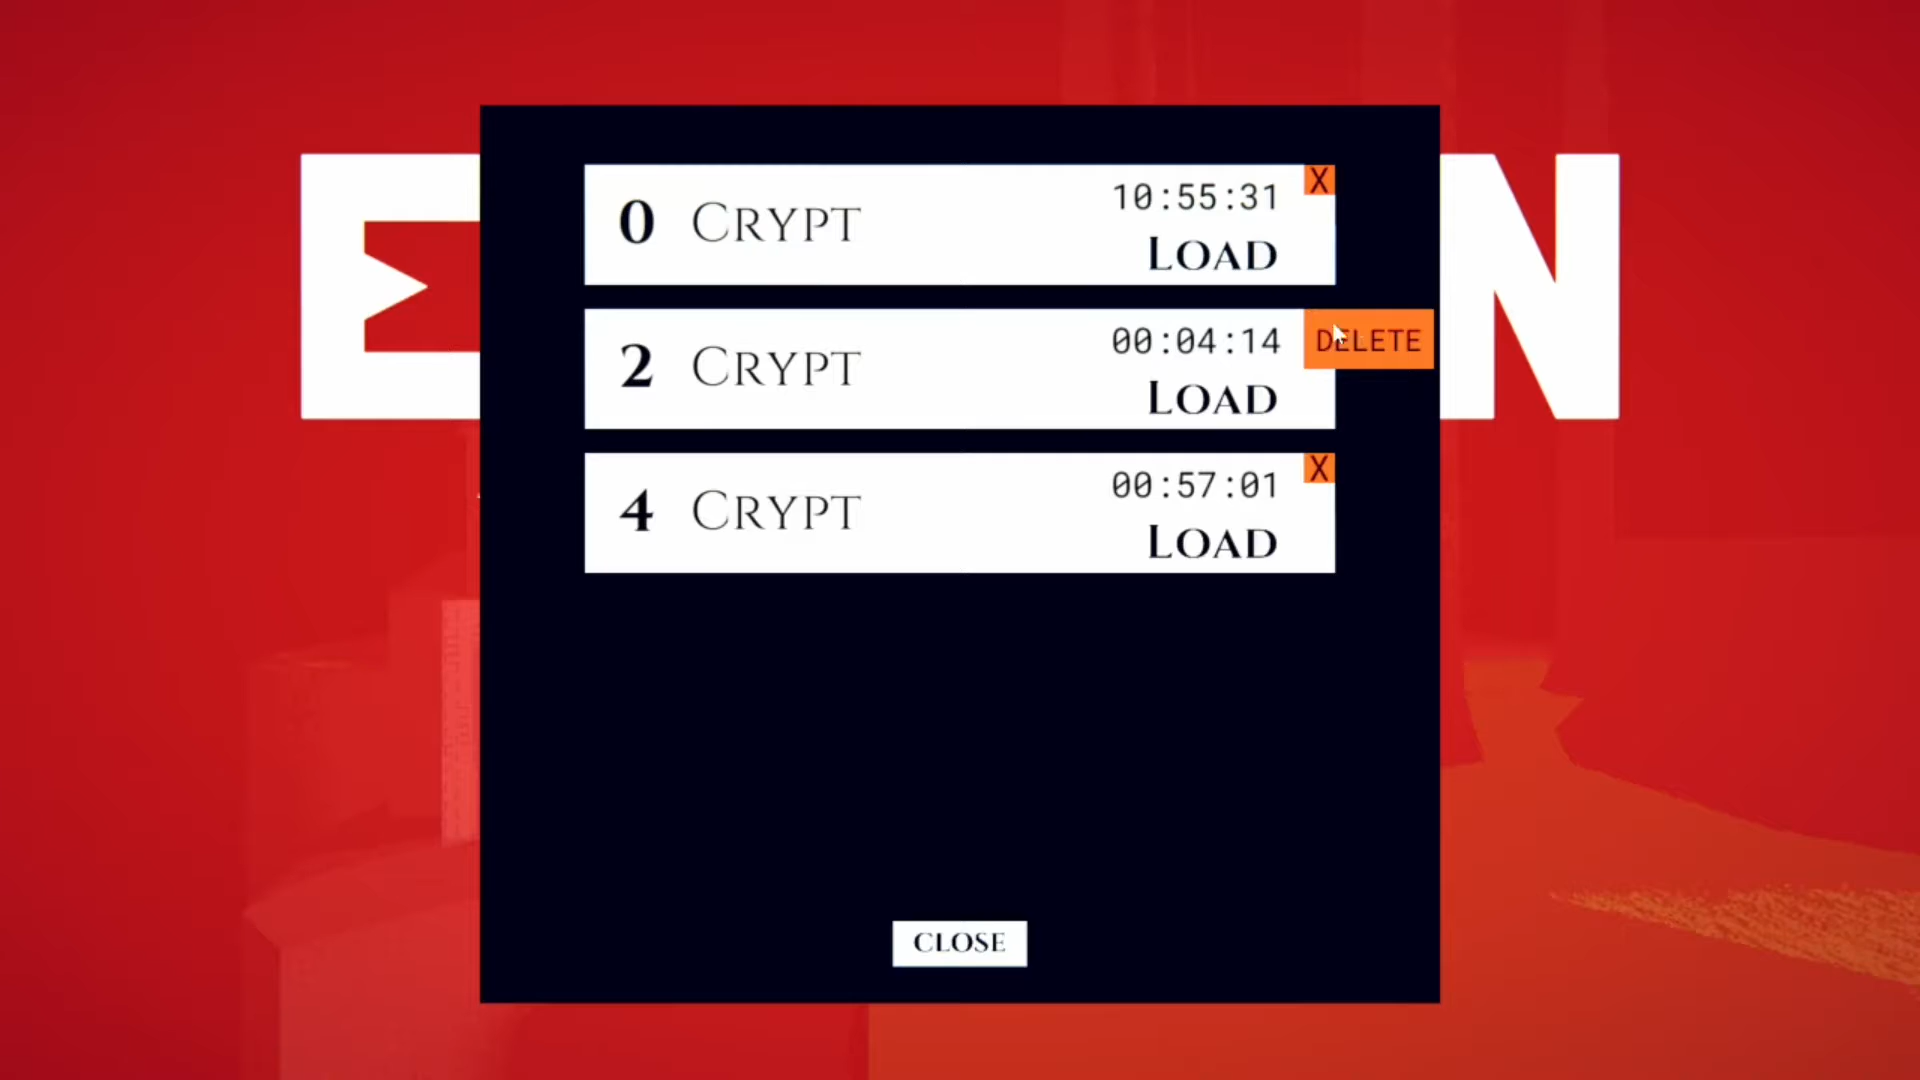 E N
0 CRYPT 10:55:31 X
LOAD
2 CRYPT 00:04:14 DELETE
LOAD
4 CRYPT 00:57:01 X
LOAD
CLOSE